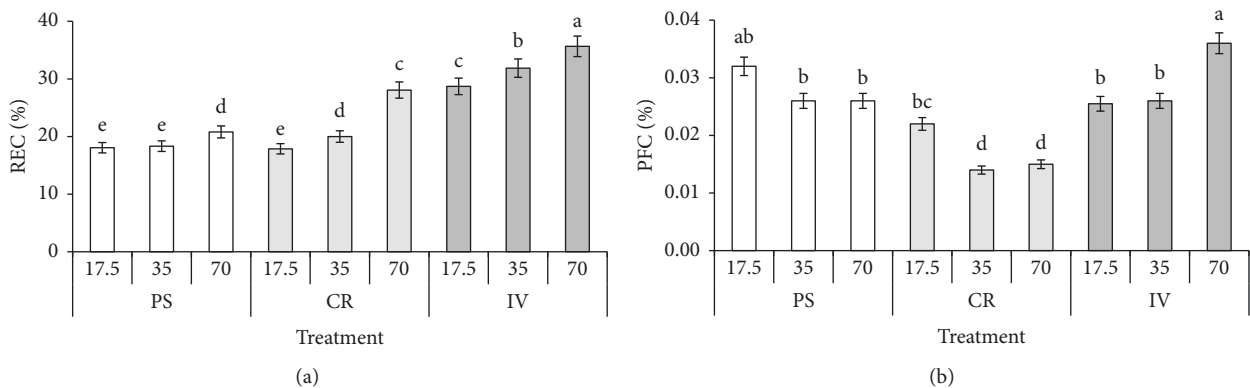 REC (%)
40
30
20
10
0
e
e
d
e
d
c
c
b
a
17.5 35 70 17.5 35 70 17.5 35 70
PS CR IV
Treatment
(a)
PFC (%)
0.04
0.03
0.02
0.01
0.00
ab
b
b
bc
d
d
b
b
a
17.5 35 70 17.5 35 70 17.5 35 70
PS CR IV
Treatment
(b)